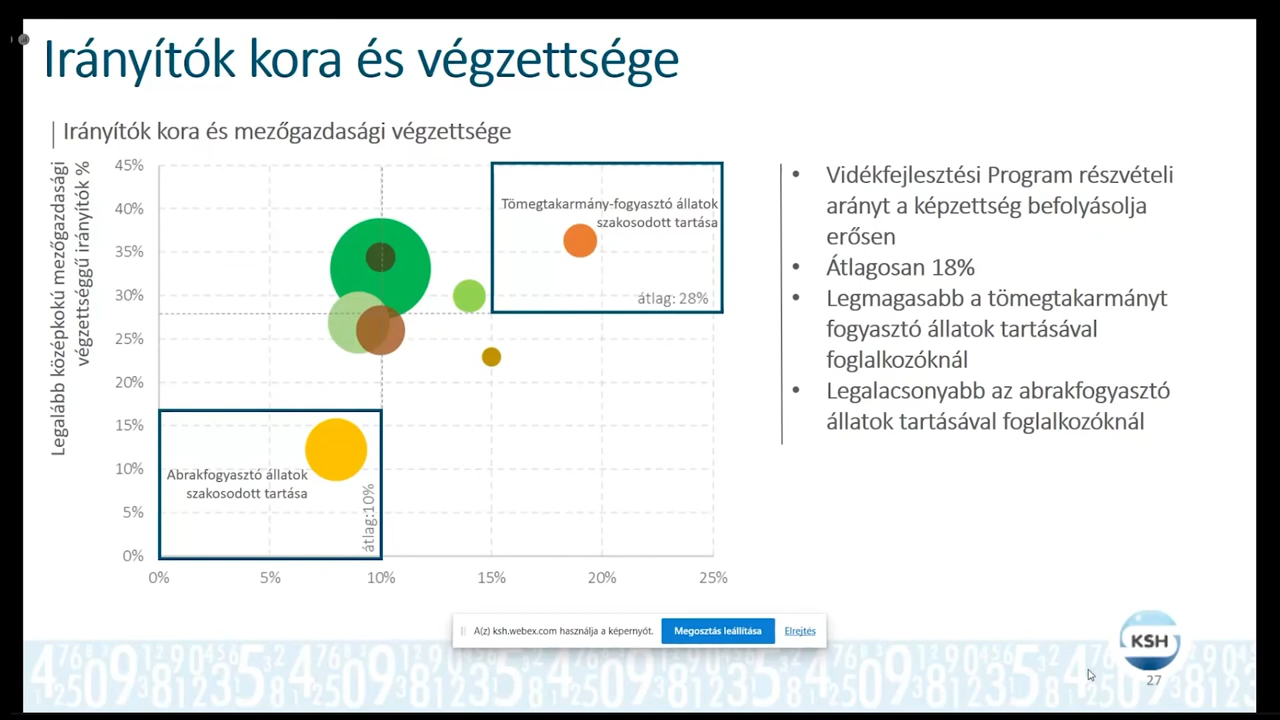 Irányítók kora és végzettsége
Irányítók kora és mezőgazdasági végzettsége
Legalább középkokú mezőgazdasági
végzettséggű irányítók %
45%
40%
35%
30%
25%
20%
15%
10%
5%
0%
0%
5%
10%
15%
20%
25%
Tömegtakarmány-fogyasztó állatok
szakosodott tartása
átlag: 28%
Abrakfogyasztó állatok
szakosodott tartása
átlag:10%
• Vidékfejlesztési Program részvételi
arányt a képzettség befolyásolja
erősen
• Átlagosan 18%
• Legmagasabb a tömegtakarmányt
fogyasztó állatok tartásával
foglalkozóknál
• Legalacsonyabb az abrakfogyasztó
állatok tartásával foglalkozóknál
A(z) ksh.webex.com használja a képernyőt.
Megosztás leállítása
Elrejtés
KSH
27